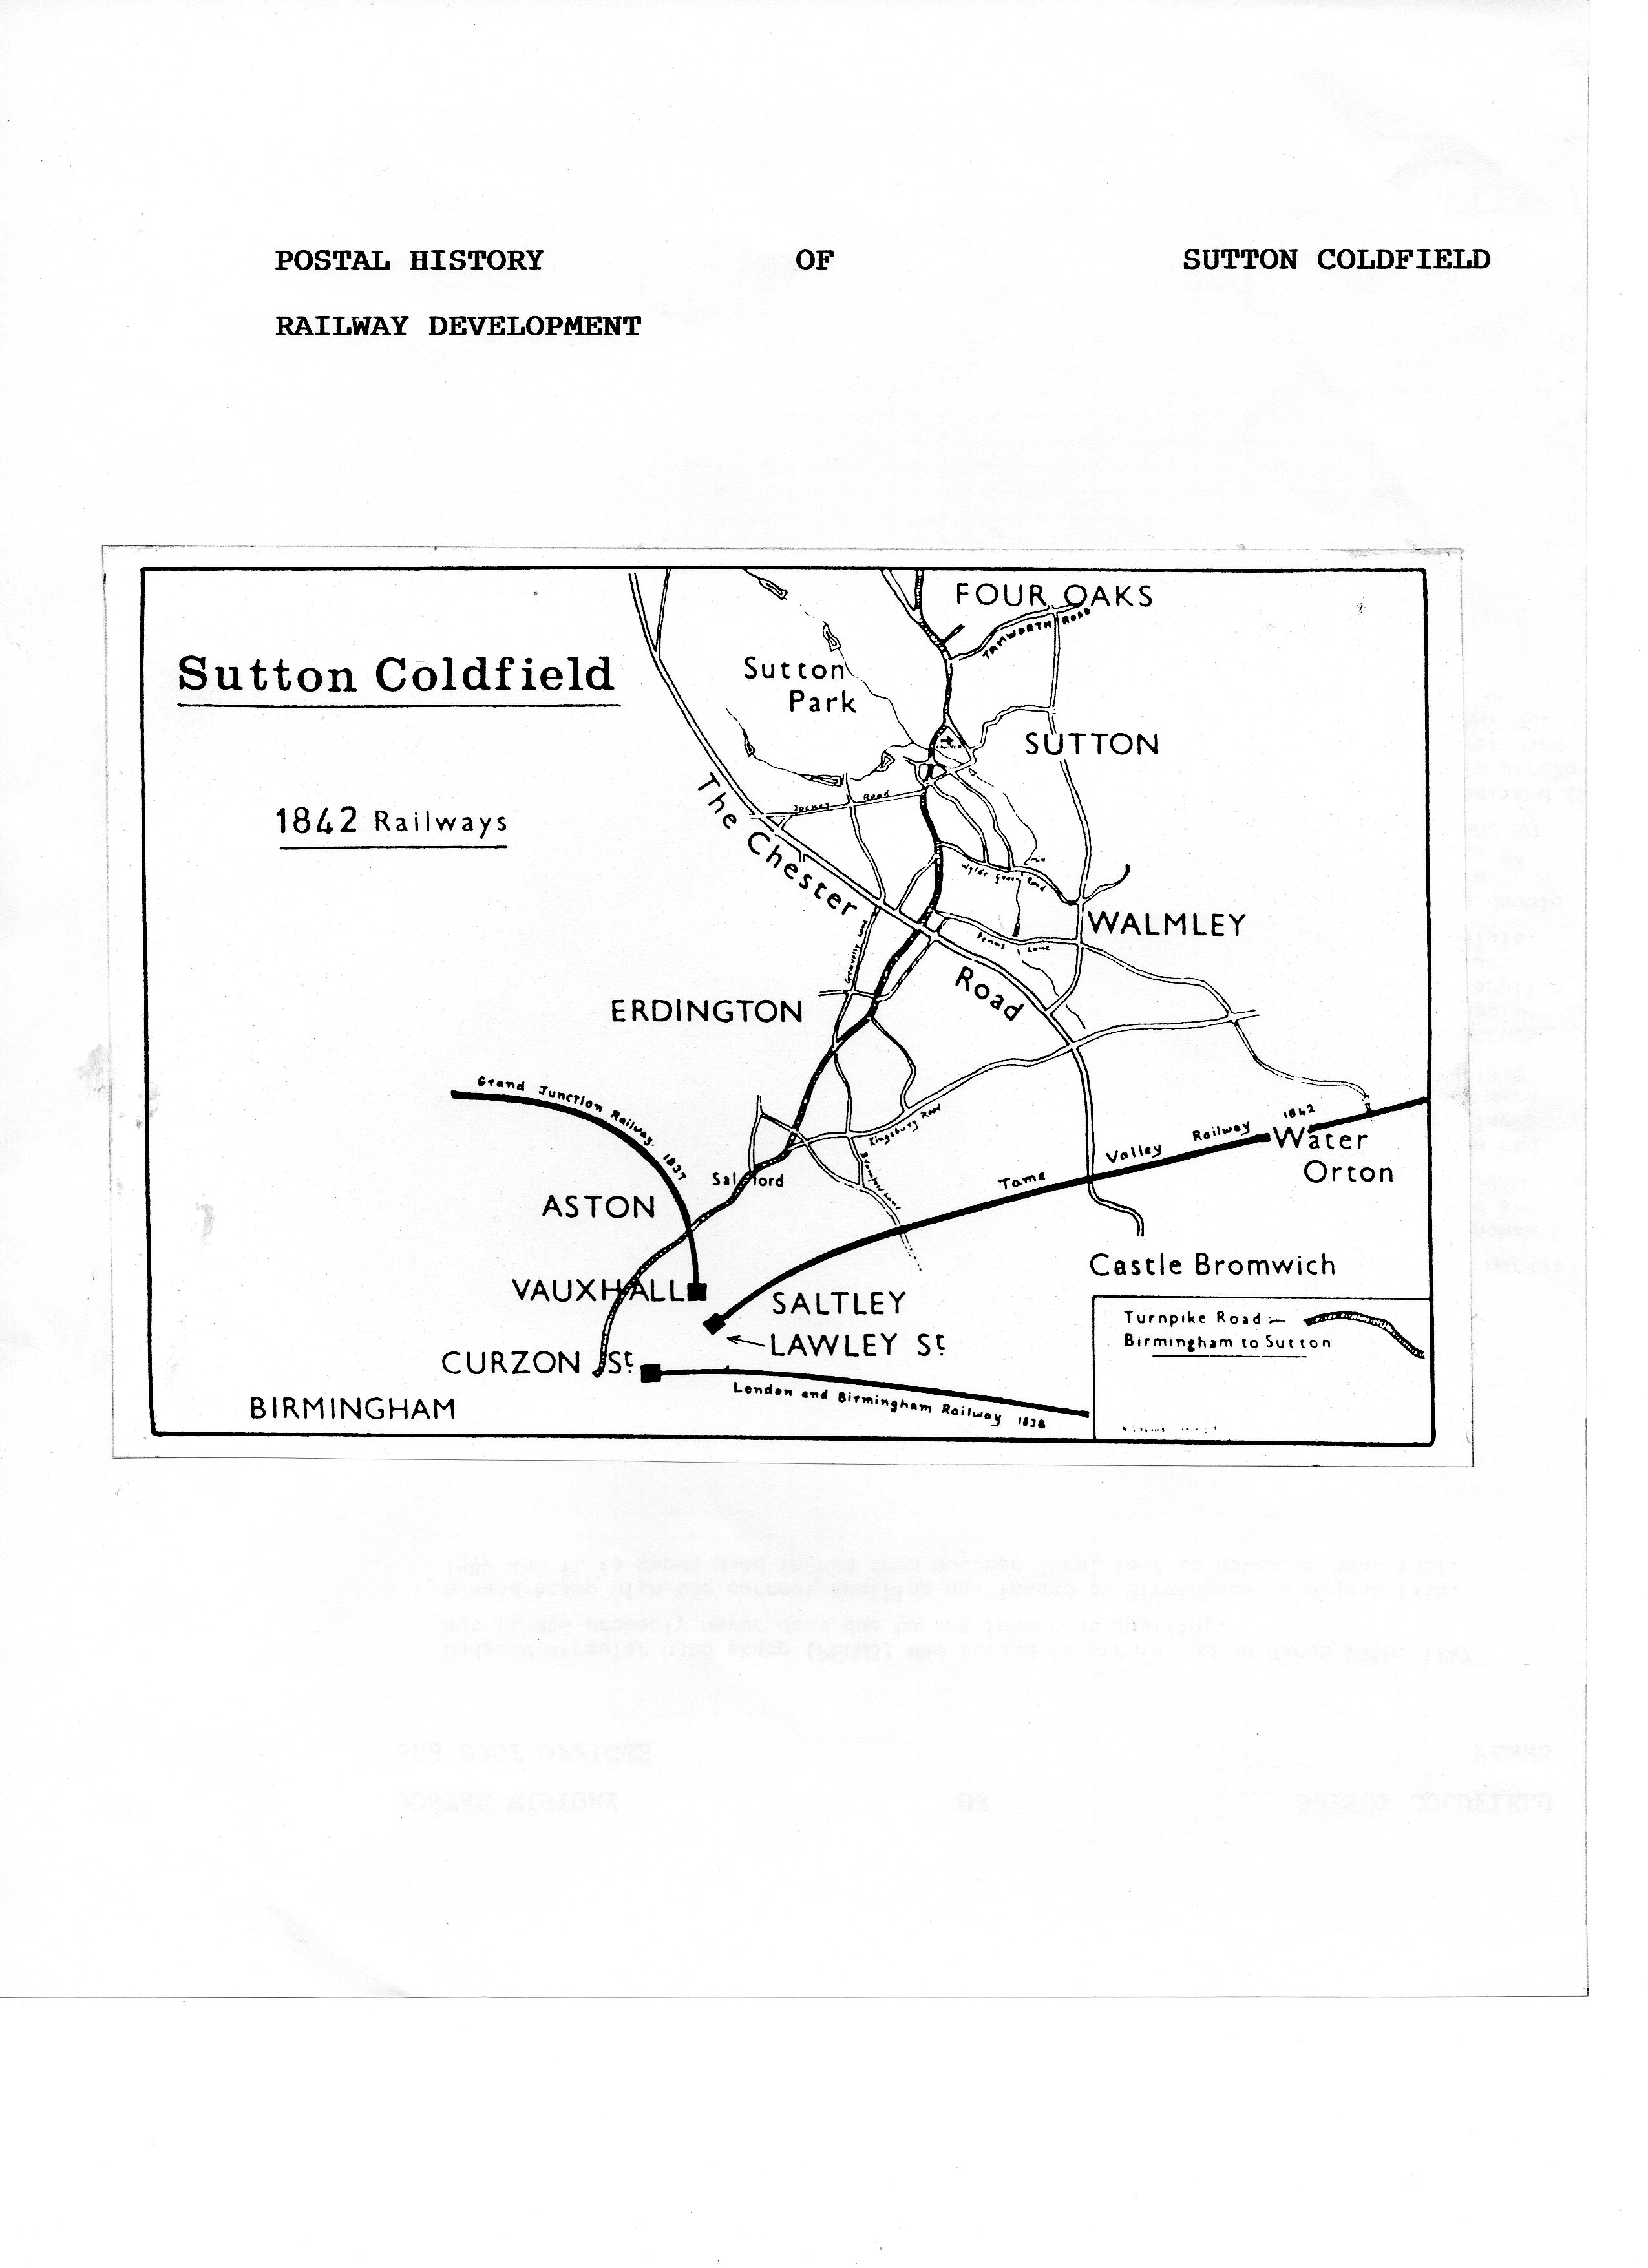 POSTAL HISTORY OF SUTTON COLDFIELD
RAILWAY DEVELOPMENT
FOUR OAKS
TAMWORTH ROAD
Sutton Coldfield
Sutton
Park
SUTTON
1842 Railways
Jockey Road
The Chester Road
Wylde Green Road
WALMLEY
Penns Lane
Gravelly Lane
ERDINGTON
Grand Junction Railway. 1837
Kingsbury Road
Tame Valley Railway 1842
Water
Orton
Salford
Bromford Lane
ASTON
Castle Bromwich
VAUXHALL
SALTLEY
LAWLEY St
Turnpike Road:-
Birmingham to Sutton
CURZON St
London and Birmingham Railway 1838
BIRMINGHAM